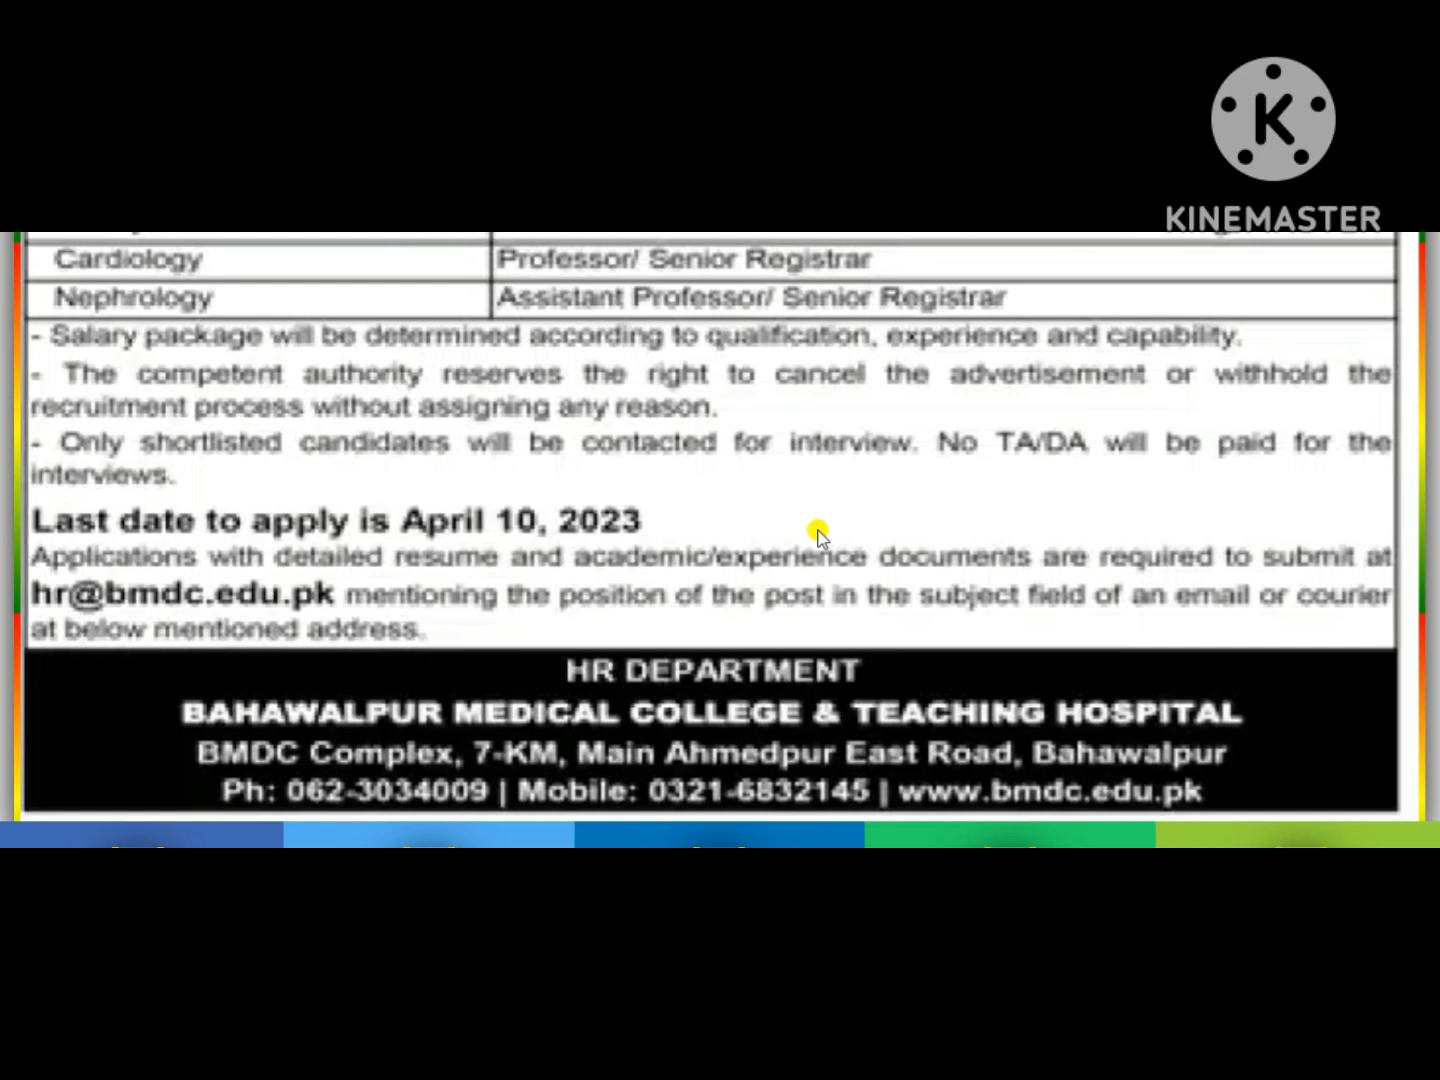 K
KINEMASTER
Cardiology Professor/ Senior Registrar
Nephrology Assistant Professor/ Senior Registrar
- Salary package will be determined according to qualification, experience and capability.
- The competent authority reserves the right to cancel the advertisement or withhold the
recruitment process without assigning any reason.
- Only shortlisted candidates will be contacted for interview. No TA/DA will be paid for the
interviews.
Last date to apply is April 10, 2023
Applications with detailed resume and academic/experience documents are required to submit at
hr@bmdc.edu.pk mentioning the position of the post in the subject field of an email or courier
at below mentioned address.
HR DEPARTMENT
BAHAWALPUR MEDICAL COLLEGE & TEACHING HOSPITAL
BMDC Complex, 7-KM, Main Ahmedpur East Road, Bahawalpur
Ph: 062-3034009 | Mobile: 0321-6832145 | www.bmdc.edu.pk